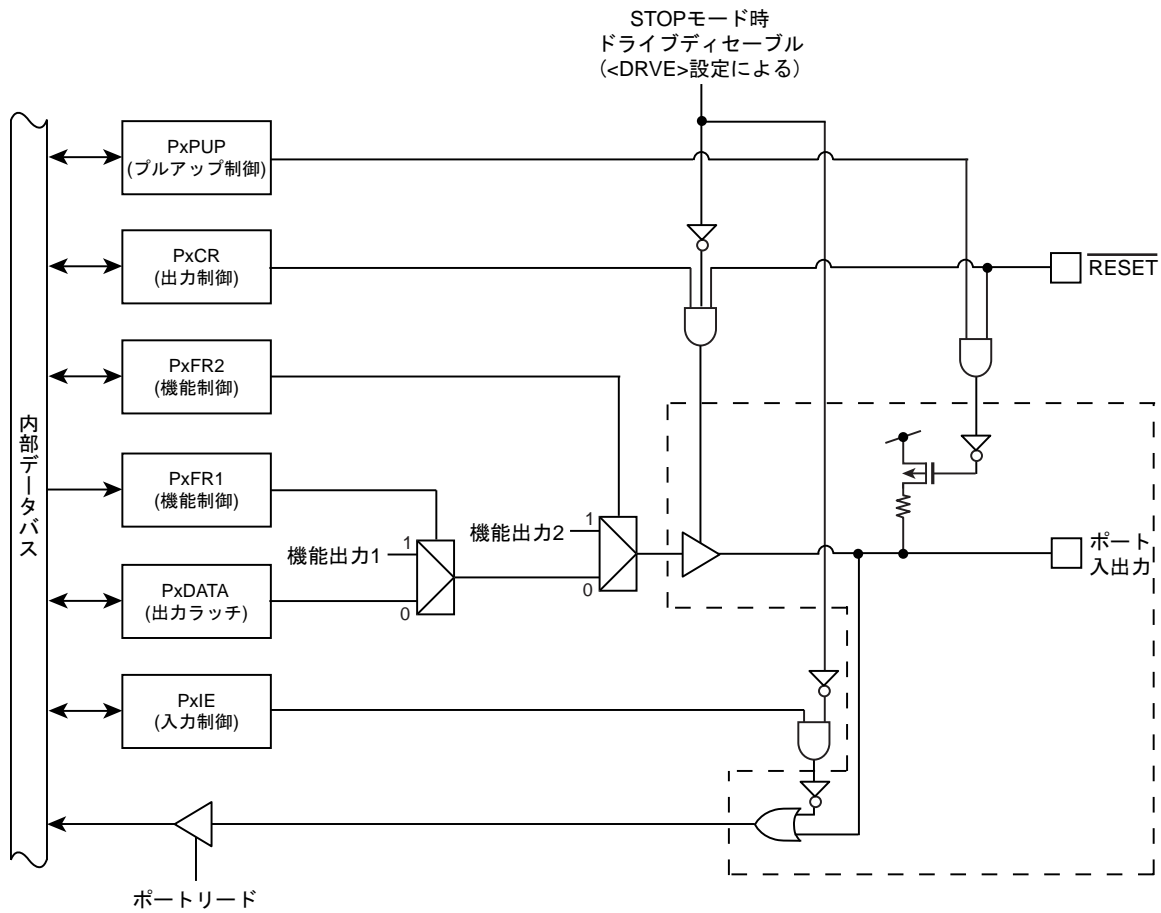 STOPモード時
ドライブディセーブル
(<DRVE>設定による)
PxPUP
(プルアップ制御)
PxCR
(出力制御)
RESET
PxFR2
(機能制御)
内部データバス
PxFR1
(機能制御)
機能出力1
1
0
機能出力2
1
0
ポート
入出力
PxDATA
(出力ラッチ)
PxIE
(入力制御)
ポートリード